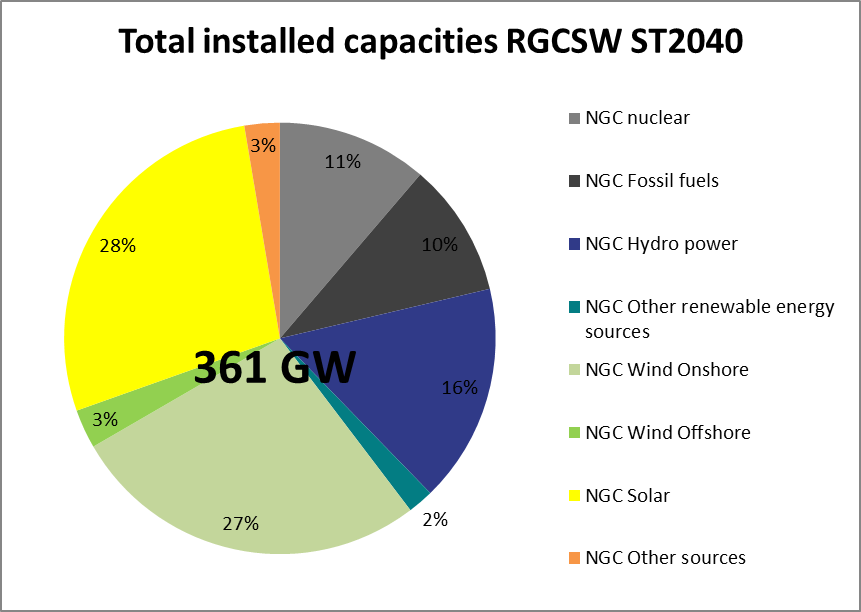 Total installed capacities RGCSW ST2040
3%
11%
10%
28%
361 GW
16%
3%
27%
2%
NGC nuclear
NGC Fossil fuels
NGC Hydro power
NGC Other renewable energy
sources
NGC Wind Onshore
NGC Wind Offshore
NGC Solar
NGC Other sources